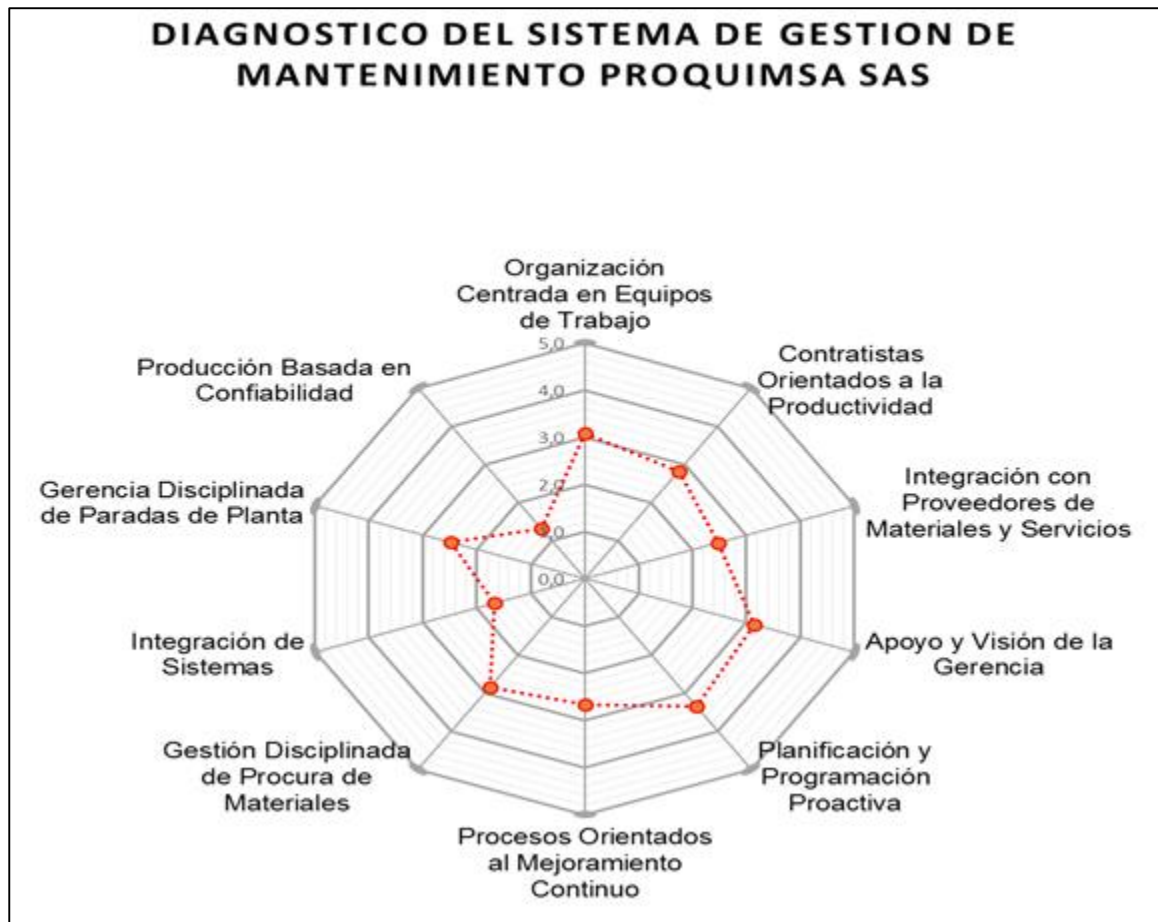 DIAGNOSTICO DEL SISTEMA DE GESTION DE
MANTENIMIENTO PROQUIMSA SAS
Organización
Centrada en Equipos
de Trabajo
Contratistas
Orientados a la
Productividad
Integración con
Proveedores de
Materiales y Servicios
Apoyo y Visión de la
Gerencia
Planificación y
Programación
Proactiva
Procesos Orientados
al Mejoramiento
Continuo
Gestión Disciplinada
de Procura de
Materiales
Integración de
Sistemas
Gerencia Disciplinada
de Paradas de Planta
Producción Basada en
Confiabilidad
5,0
4,0
3,0
2,0
1,0
0,0